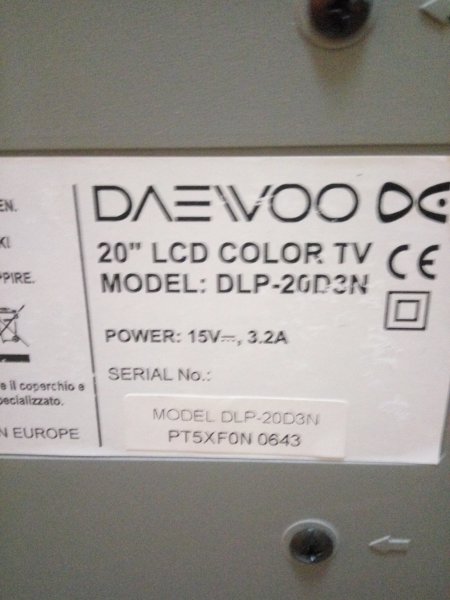 EN.
KI
PPIRE.
e il coperchio e
pecializzato.
N EUROPE
DAEWOO
20" LCD COLOR TV
MODEL: DLP-20D3N
CE
POWER: 15V⎓, 3.2A
SERIAL No.:
MODEL DLP-20D3N
PT5XF0N 0643